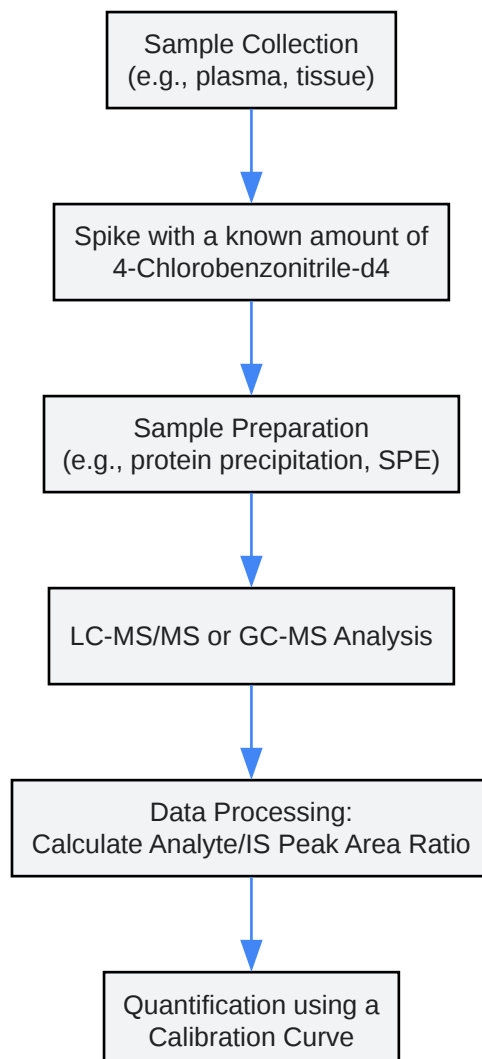 Sample Collection
(e.g., plasma, tissue)
Spike with a known amount of
4-Chlorobenzonitrile-d4
Sample Preparation
(e.g., protein precipitation, SPE)
LC-MS/MS or GC-MS Analysis
Data Processing:
Calculate Analyte/IS Peak Area Ratio
Quantification using a
Calibration Curve